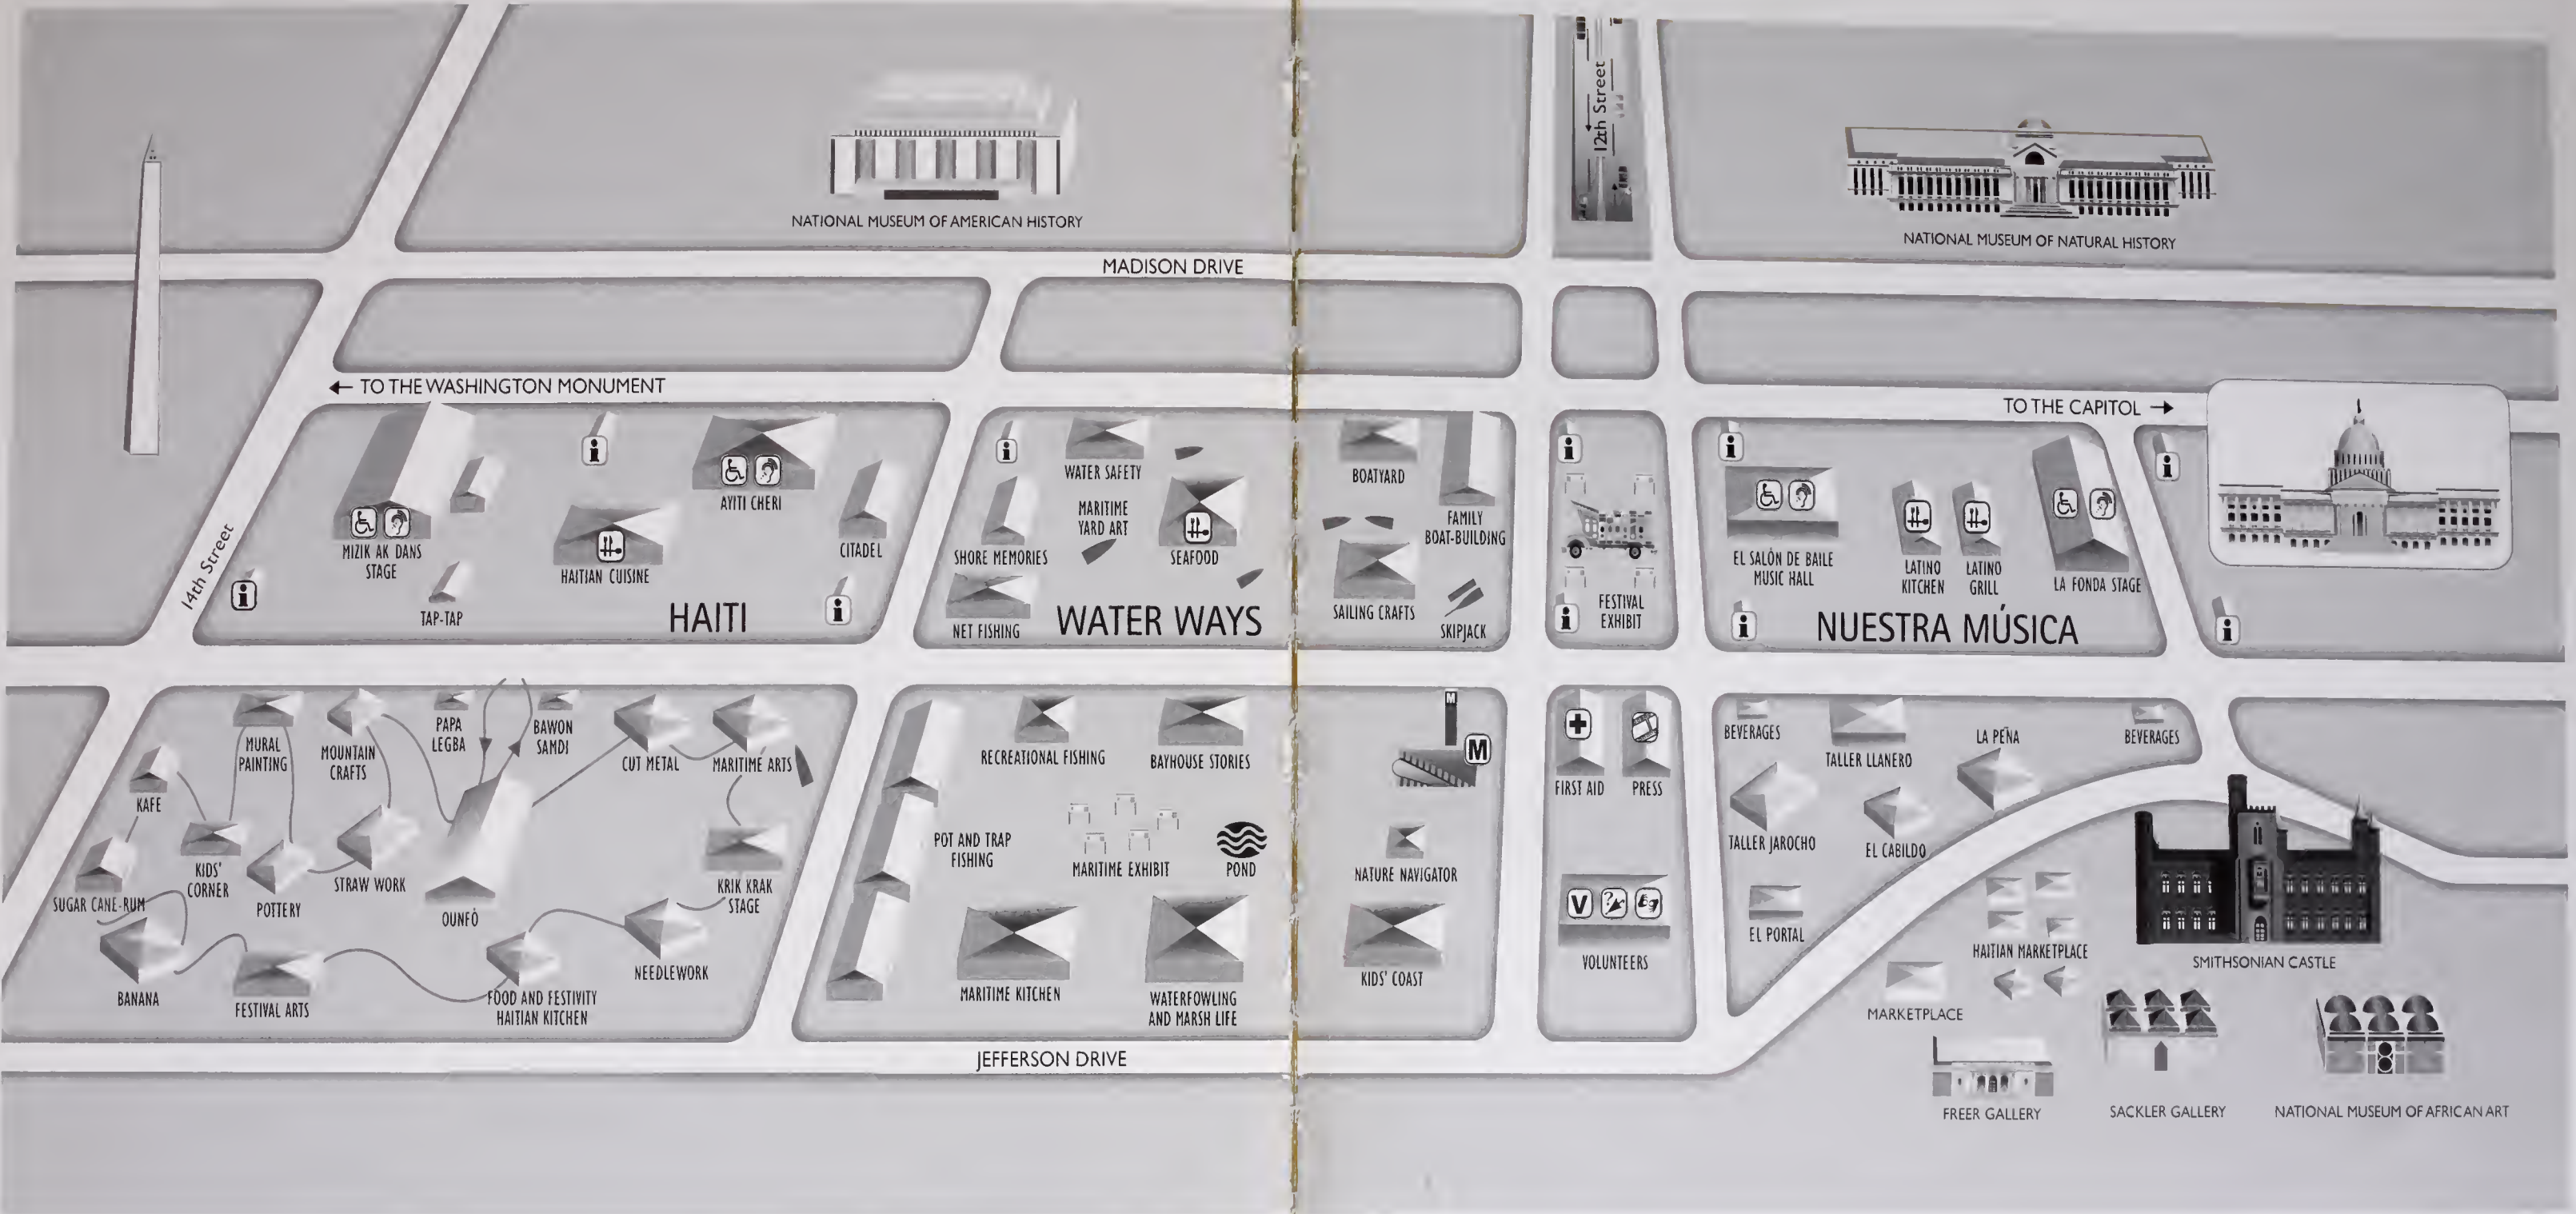 12th Street
NATIONAL MUSEUM OF AMERICAN HISTORY
NATIONAL MUSEUM OF NATURAL HISTORY
MADISON DRIVE
← TO THE WASHINGTON MONUMENT
TO THE CAPITOL →
14th Street
MIZIK AK DANS
STAGE
TAP-TAP
i
HAITIAN CUISINE
AYITI CHERI
CITADEL
i
i
HAITI
i
WATER SAFETY
MARITIME
YARD ART
SHORE MEMORIES
SEAFOOD
NET FISHING
WATER WAYS
BOATYARD
FAMILY
BOAT-BUILDING
SAILING CRAFTS
SKIPJACK
i
FESTIVAL
EXHIBIT
i
i
EL SALÓN DE BAILE
MUSIC HALL
LATINO
KITCHEN
LATINO
GRILL
LA FONDA STAGE
i
NUESTRA MÚSICA
i
i
MURAL
PAINTING
MOUNTAIN
CRAFTS
PAPA
LEGBA
BAWON
SAMDI
CUT METAL
MARITIME ARTS
KAFE
SUGAR CANE-RUM
KIDS'
CORNER
POTTERY
STRAW WORK
OUNFÒ
KRIK KRAK
STAGE
BANANA
FESTIVAL ARTS
FOOD AND FESTIVITY
HAITIAN KITCHEN
NEEDLEWORK
RECREATIONAL FISHING
BAYHOUSE STORIES
POT AND TRAP
FISHING
MARITIME EXHIBIT
POND
MARITIME KITCHEN
WATERFOWLING
AND MARSH LIFE
M
M
NATURE NAVIGATOR
KIDS' COAST
FIRST AID
PRESS
V
VOLUNTEERS
BEVERAGES
TALLER LLANERO
LA PEÑA
BEVERAGES
TALLER JAROCHO
EL CABILDO
EL PORTAL
HAITIAN MARKETPLACE
MARKETPLACE
SMITHSONIAN CASTLE
JEFFERSON DRIVE
FREER GALLERY
SACKLER GALLERY
NATIONAL MUSEUM OF AFRICAN ART